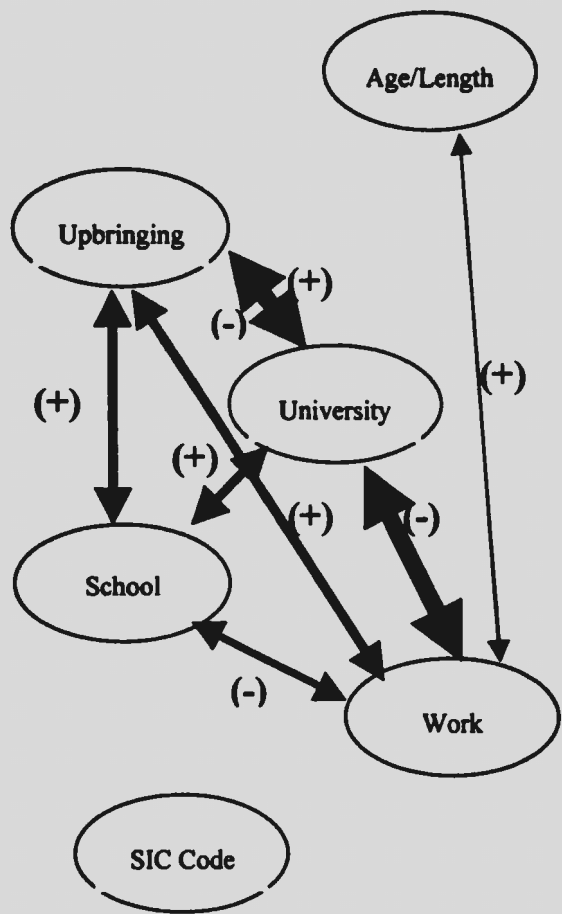 Age/Length
Upbringing
(+)
(-)
(+)
(+)
University
(+)
(+)
(-)
School
(-)
Work
SIC Code